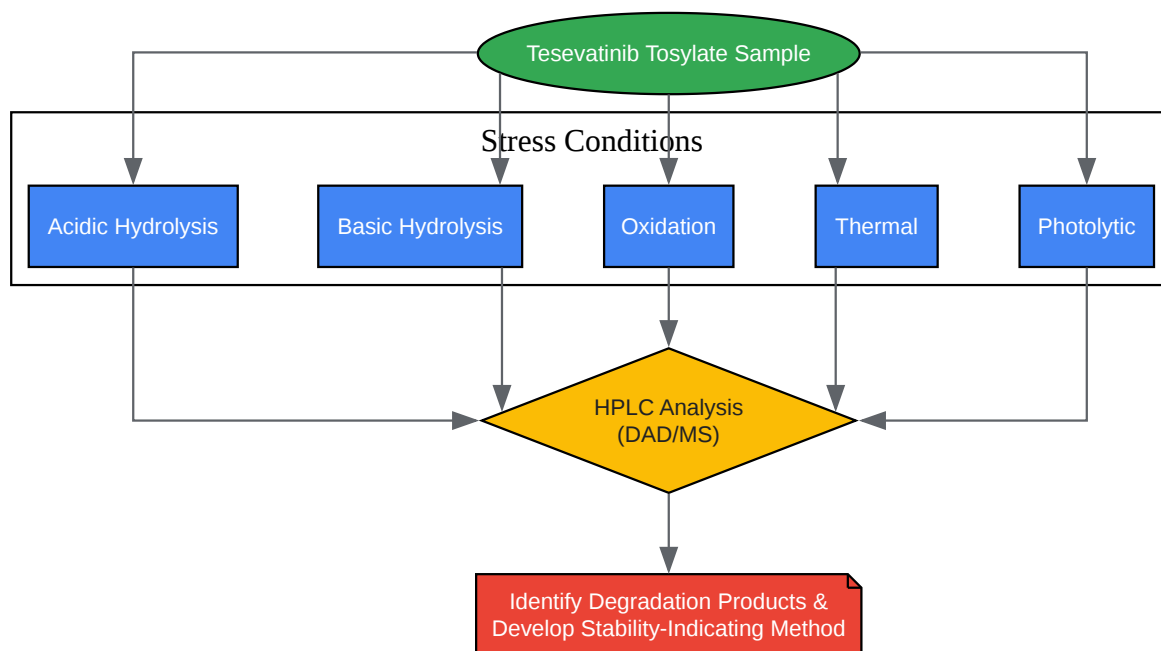 Tesevatinib Tosylate Sample
Stress Conditions
Acidic Hydrolysis
Basic Hydrolysis
Oxidation
Thermal
Photolytic
HPLC Analysis
(DAD/MS)
Identify Degradation Products &
Develop Stability-Indicating Method